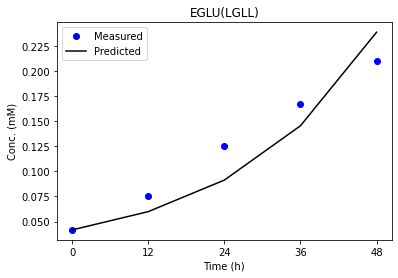 EGLU(LGLL)
Measured
Predicted
Conc. (mM)
0.225
0.200
0.175
0.150
0.125
0.100
0.075
0.050
0 12 24 36 48
Time (h)